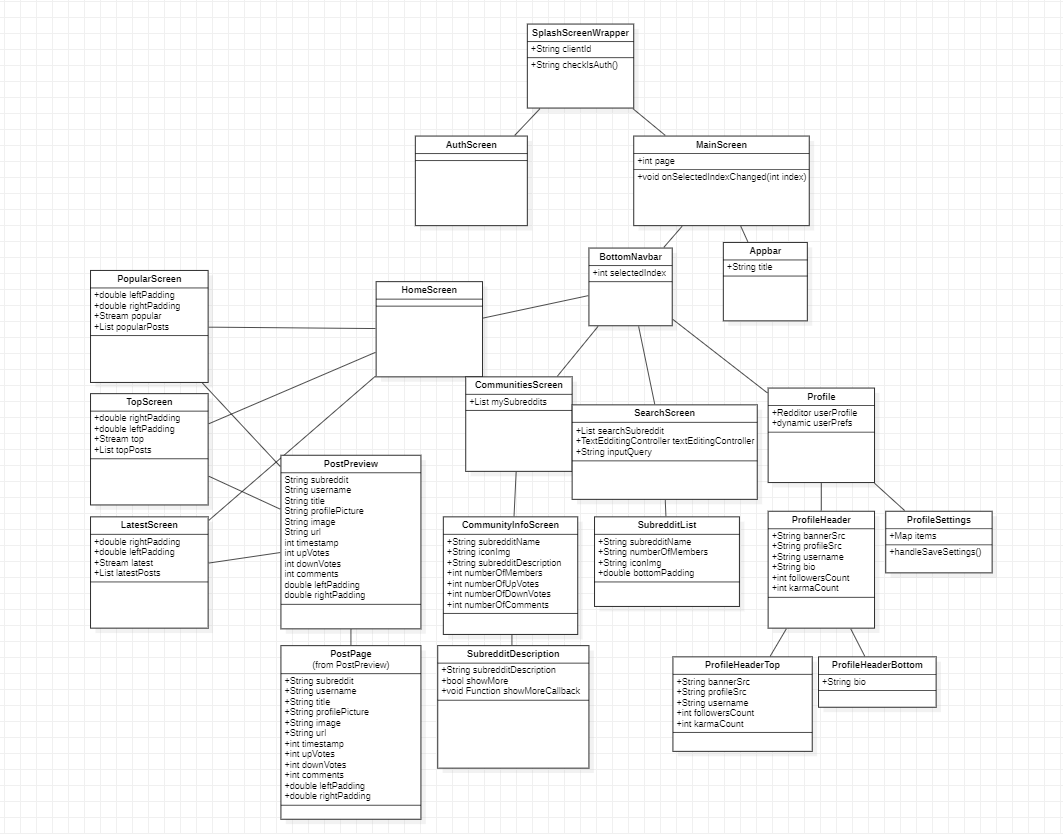 SplashScreenWrapper
+String clientId
+String checkIsAuth()
AuthScreen
MainScreen
+int page
+void onSelectedIndexChanged(int index)
BottomNavbar
+int selectedIndex
Appbar
+String title
PopularScreen
+double leftPadding
+double rightPadding
+Stream popular
+List popularPosts
HomeScreen
CommunitiesScreen
+List mySubreddits
TopScreen
+double rightPadding
+double leftPadding
+Stream top
+List topPosts
SearchScreen
+List searchSubreddit
+TextEdditingController textEditingController
+String inputQuery
Profile
+Redditor userProfile
+dynamic userPrefs
PostPreview
String subreddit
String username
String title
String profilePicture
String image
String url
int timestamp
int upVotes
int downVotes
int comments
double leftPadding
double rightPadding
LatestScreen
+double rightPadding
+double leftPadding
+Stream latest
+List latestPosts
CommunityInfoScreen
+String subredditName
+String iconImg
+String subredditDescription
+int numberOfMembers
+int numberOfUpVotes
+int numberOfDownVotes
+int numberOfComments
SubredditList
+String subredditName
+String numberOfMembers
+String iconImg
+double bottomPadding
ProfileHeader
+String bannerSrc
+String profileSrc
+String username
+String bio
+int followersCount
+int karmaCount
ProfileSettings
+Map items
+handleSaveSettings()
PostPage
(from PostPreview)
+String subreddit
+String username
+String title
+String profilePicture
+String image
+String url
+int timestamp
+int upVotes
+int downVotes
+int comments
+double leftPadding
+double rightPadding
SubredditDescription
+String subredditDescription
+bool showMore
+void Function showMoreCallback
ProfileHeaderTop
+String bannerSrc
+String profileSrc
+String username
+int followersCount
+int karmaCount
ProfileHeaderBottom
+String bio